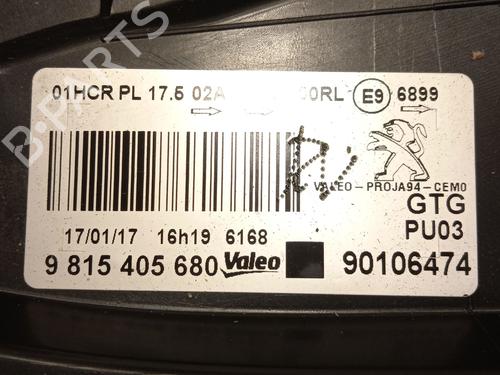 B-PARTS
01HCR PL 17.5 02A 00RL E9 6899
VALEO-PROJA94-CEMO
GTG
PU03
17/01/17 16h19 6168
9 815 405 680 Valeo 90106474